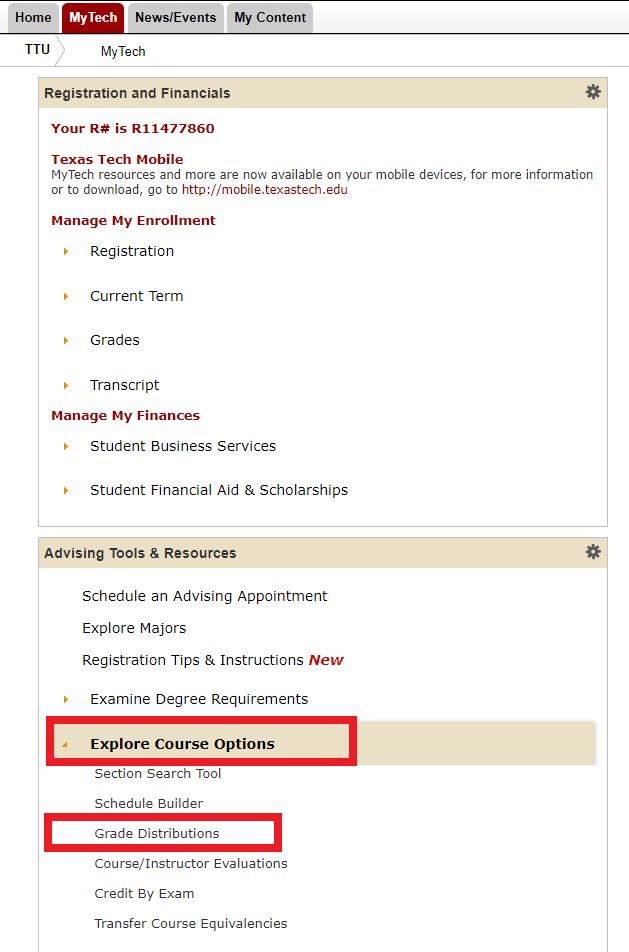 Home MyTech News/Events My Content
TTU MyTech
Registration and Financials
Your R# is R11477860
Texas Tech Mobile
MyTech resources and more are now available on your mobile devices, for more information
or to download, go to http://mobile.texastech.edu
Manage My Enrollment
Registration
Current Term
Grades
Transcript
Manage My Finances
Student Business Services
Student Financial Aid & Scholarships
Advising Tools & Resources
Schedule an Advising Appointment
Explore Majors
Registration Tips & Instructions New
Examine Degree Requirements
Explore Course Options
Section Search Tool
Schedule Builder
Grade Distributions
Course/Instructor Evaluations
Credit By Exam
Transfer Course Equivalencies